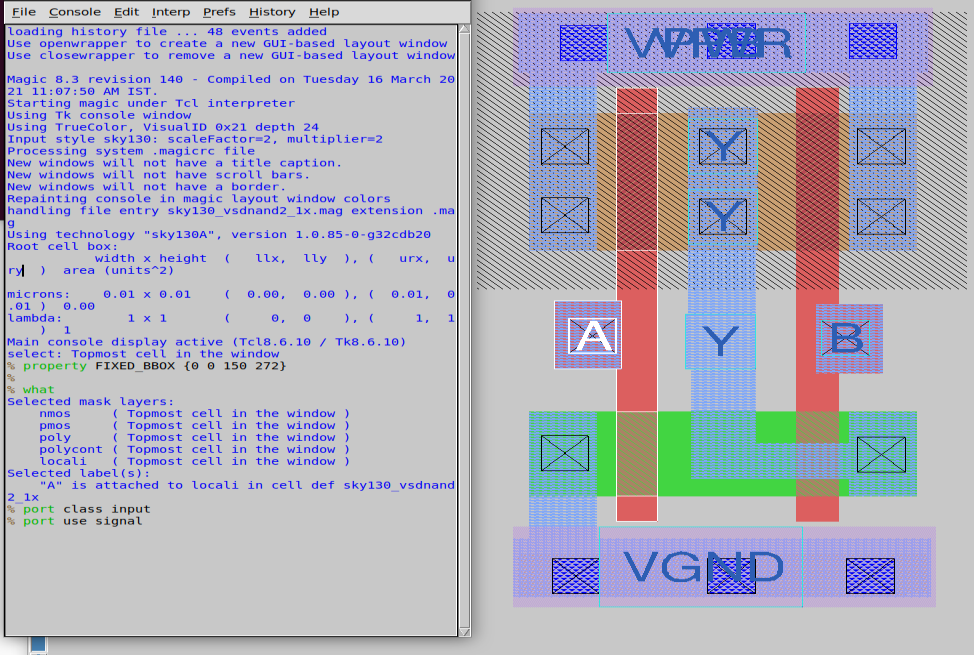 File Console Edit Interp Prefs History Help
loading history file ... 48 events added
Use openwrapper to create a new GUI-based layout window
Use closewrapper to remove a new GUI-based layout window
Magic 8.3 revision 140 - Compiled on Tuesday 16 March 20
21 11:07:50 AM IST.
Starting magic under Tcl interpreter
Using Tk console window
Using TrueColor, VisualID 0x21 depth 24
Input style sky130: scaleFactor=2, multiplier=2
Processing system .magicrc file
New windows will not have a title caption.
New windows will not have scroll bars.
New windows will not have a border.
Repainting console in magic layout window colors
handling file entry sky130_vsdnand2_1x.mag extension .ma
g
Using technology "sky130A", version 1.0.85-0-g32cdb20
Root cell box:
width x height ( llx, lly ), ( urx, u
ry ) area (units^2)
microns: 0.01 x 0.01 ( 0.00, 0.00 ), ( 0.01, 0
.01 ) 0.00
lambda: 1 x 1 ( 0, 0 ), ( 1, 1
) 1
Main console display active (Tcl8.6.10 / Tk8.6.10)
select: Topmost cell in the window
% property FIXED_BBOX {0 0 150 272}
%
% what
Selected mask layers:
nmos ( Topmost cell in the window )
pmos ( Topmost cell in the window )
poly ( Topmost cell in the window )
polycont ( Topmost cell in the window )
locali ( Topmost cell in the window )
Selected label(s):
"A" is attached to locali in cell def sky130_vsdnand
2_1x
% port class input
% port use signal
Y
Y
A Y B
VGND